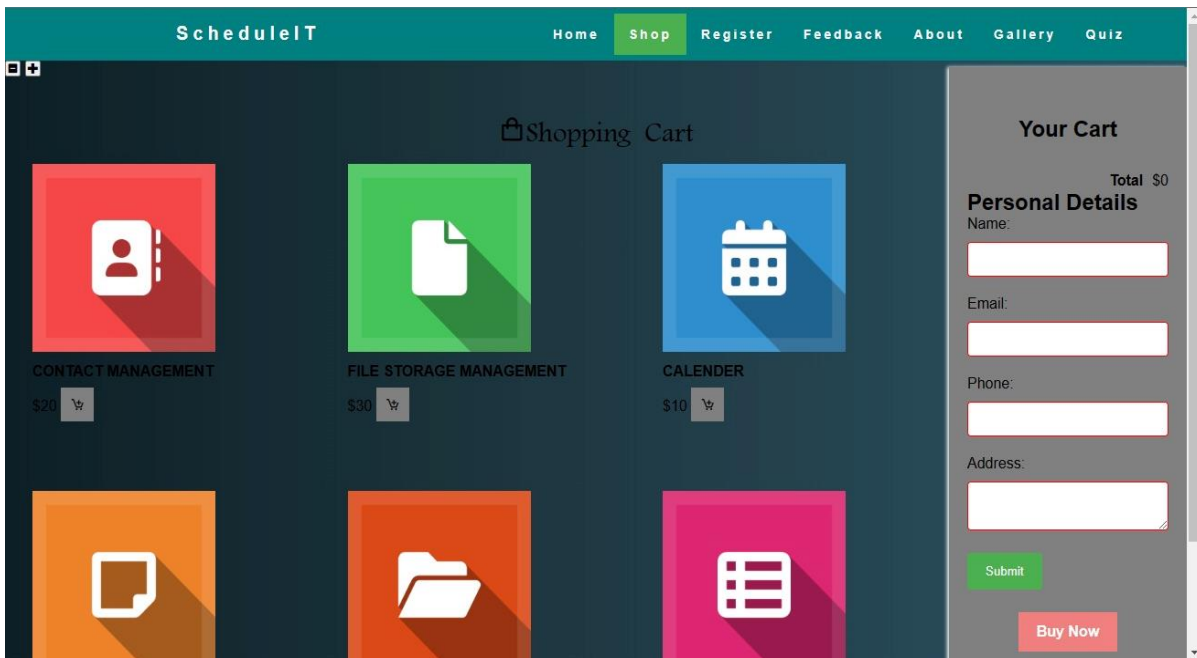 ScheduleIT
Home Shop Register Feedback About Gallery Quiz
Shopping Cart
CONTACT MANAGEMENT
$20
FILE STORAGE MANAGEMENT
$30
CALENDER
$10
Your Cart
Total $0
Personal Details
Name:
Email:
Phone:
Address:
Submit
Buy Now